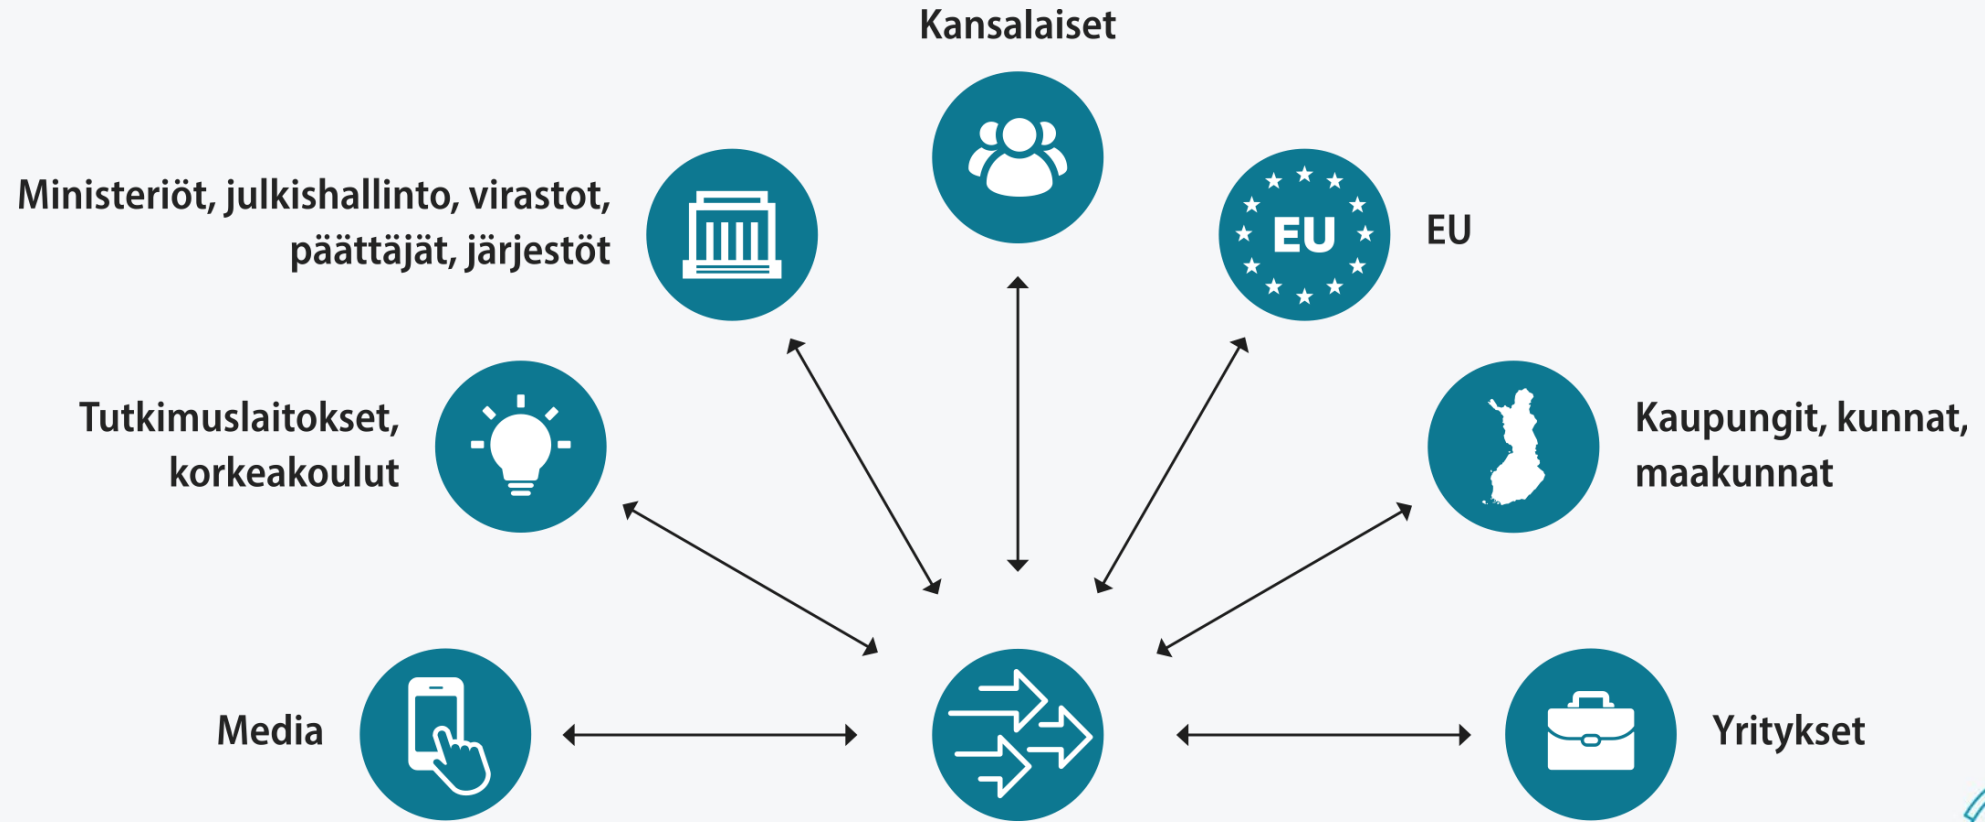 Kansalaiset
Ministeriöt, julkishallinto, virastot,
päättäjät, järjestöt
EU
EU
Tutkimuslaitokset,
korkeakoulut
Kaupungit, kunnat,
maakunnat
Media
Yritykset